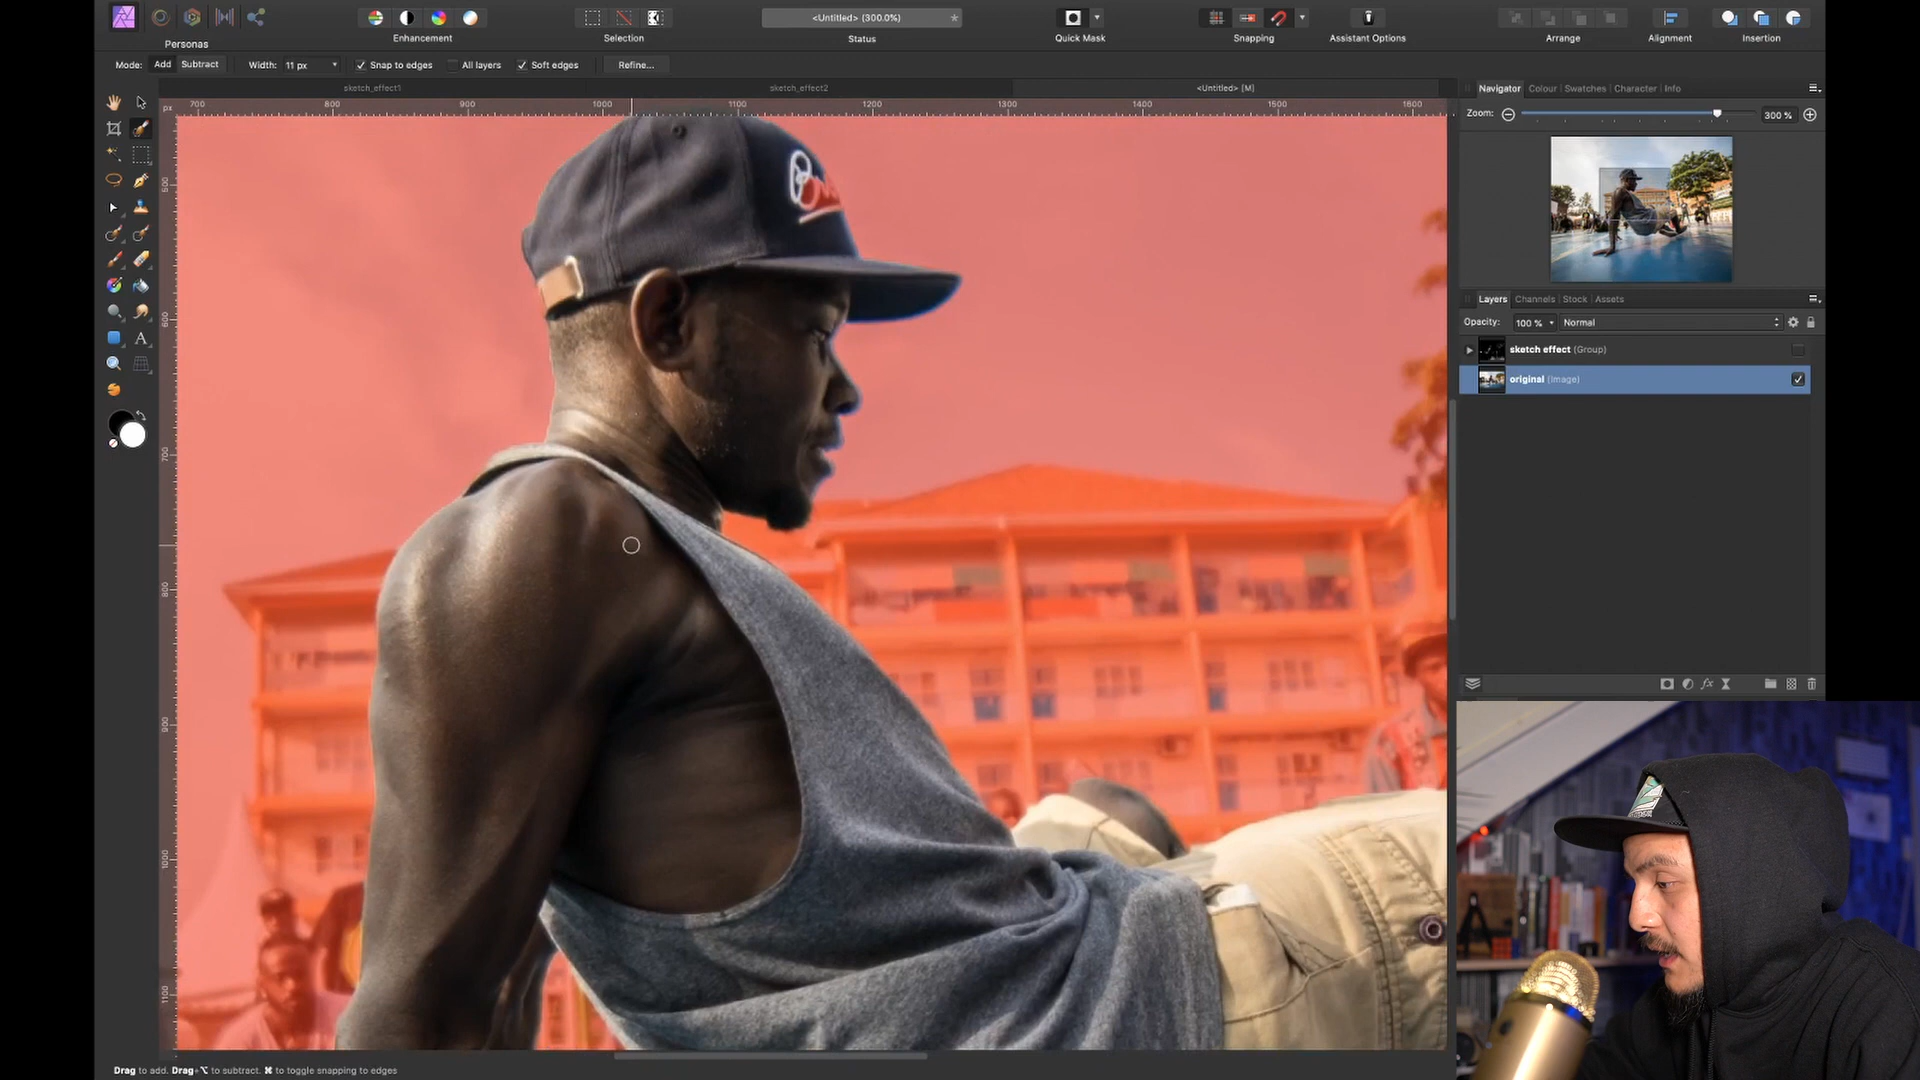 <Untitled> (300.0%)
Personas
Enhancement
Selection
Status
Quick Mask
Snapping
Assistant Options
Arrange
Alignment
Insertion
Mode: Add Subtract Width: 11 px Snap to edges All layers Soft edges Refine...
sketch_effect1
sketch_effect2
<Untitled> [M]
px 700 800 900 1000 1100 1200 1300 1400 1500 1600
500
600
700
800
900
1000
1100
Navigator Colour Swatches Character Info
Zoom: 300 %
Layers Channels Stock Assets
Opacity: 100 % Normal
sketch effect (Group)
original (Image)
A
Drag to add. Drag+⌥ to subtract. ⌘ to toggle snapping to edges